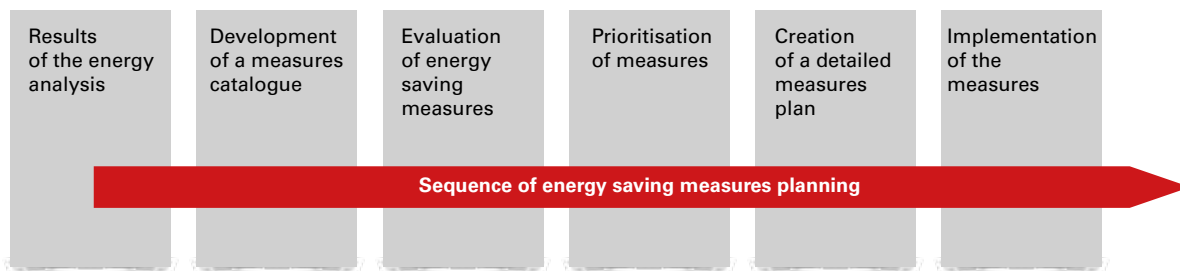 Results
of the energy
analysis
Development
of a measures
catalogue
Evaluation
of energy
saving
measures
Prioritisation
of measures
Creation
of a detailed
measures
plan
Implementation
of the
measures
Sequence of energy saving measures planning